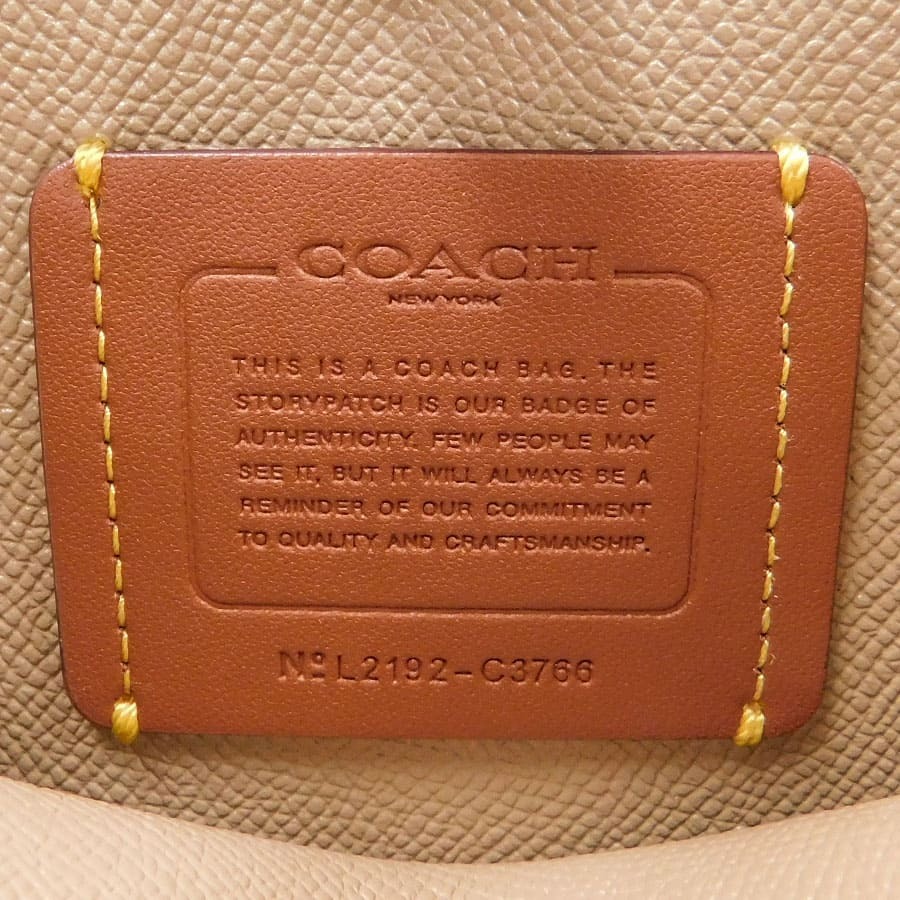 COACH
NEW YORK
THIS IS A COACH BAG. THE
STORYPATCH IS OUR BADGE OF
AUTHENTICITY. FEW PEOPLE MAY
SEE IT, BUT IT WILL ALWAYS BE A
REMINDER OF OUR COMMITMENT
TO QUALITY AND CRAFTSMANSHIP.
Nº L2192-C3766